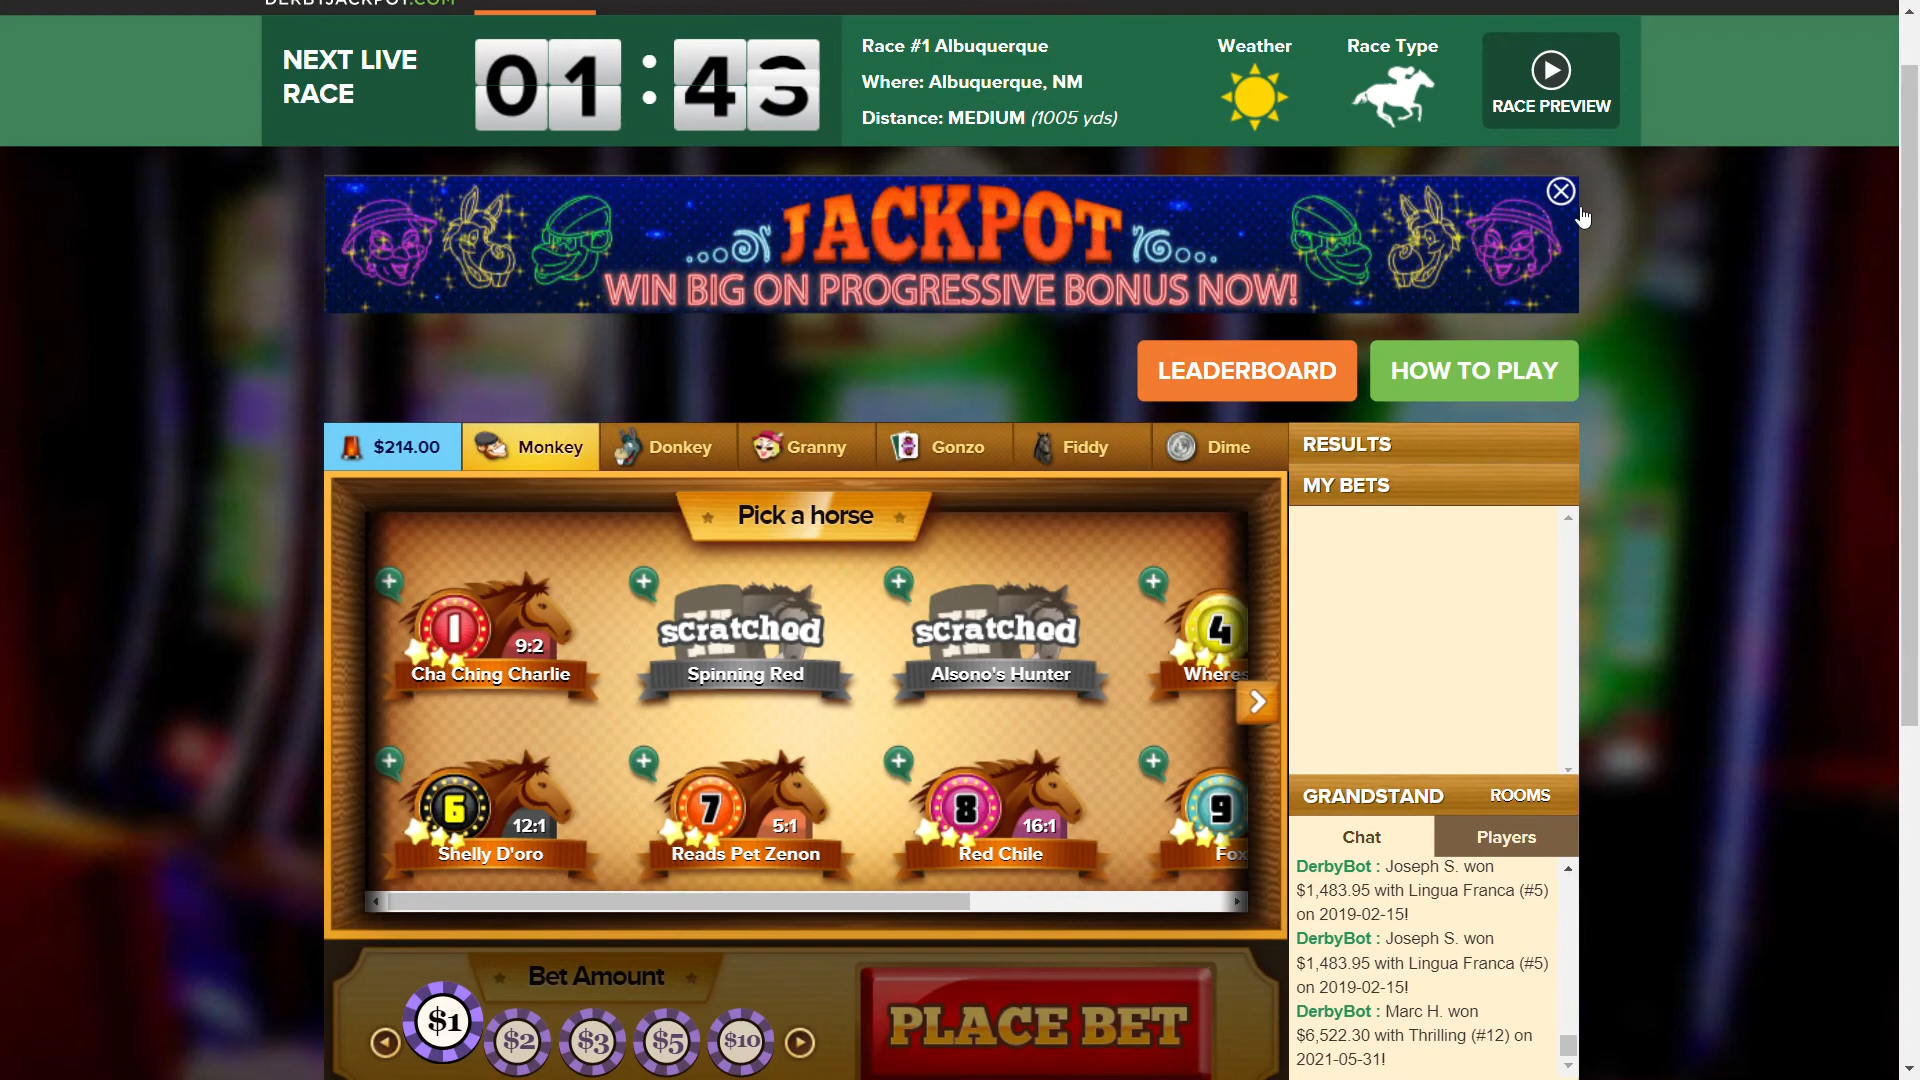 DERBYJACKPOT.COM
NEXT LIVE
RACE
01 : 43
Race #1 Albuquerque
Where: Albuquerque, NM
Distance: MEDIUM (1005 yds)
Weather
Race Type
RACE PREVIEW
JACKPOT
WIN BIG ON PROGRESSIVE BONUS NOW!
LEADERBOARD
HOW TO PLAY
$214.00
Monkey
Donkey
Granny
Gonzo
Fiddy
Dime
RESULTS
MY BETS
Pick a horse
1
9:2
Cha Ching Charlie
scratched
Spinning Red
scratched
Alsono's Hunter
4
Wheres
6
12:1
Shelly D'oro
7
5:1
Reads Pet Zenon
8
16:1
Red Chile
9
Fox
GRANDSTAND
ROOMS
Chat
Players
DerbyBot : Joseph S. won
$1,483.95 with Lingua Franca (#5)
on 2019-02-15!
DerbyBot : Joseph S. won
$1,483.95 with Lingua Franca (#5)
on 2019-02-15!
DerbyBot : Marc H. won
$6,522.30 with Thrilling (#12) on
2021-05-31!
Bet Amount
$1
$2
$3
$5
$10
PLACE BET